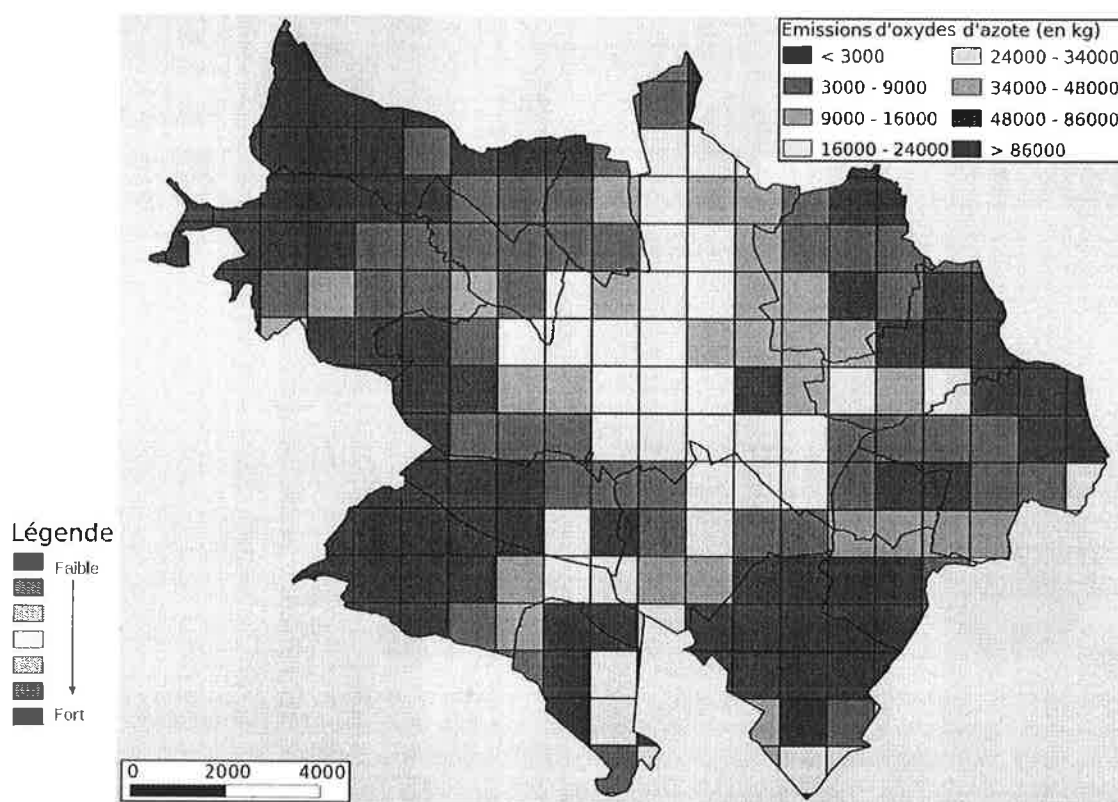 Emissions d'oxydes d'azote (en kg)
< 3000
24000 - 34000
3000 - 9000
34000 - 48000
9000 - 16000
48000 - 86000
16000 - 24000
> 86000
Légende
Faible
Fort
0 2000 4000